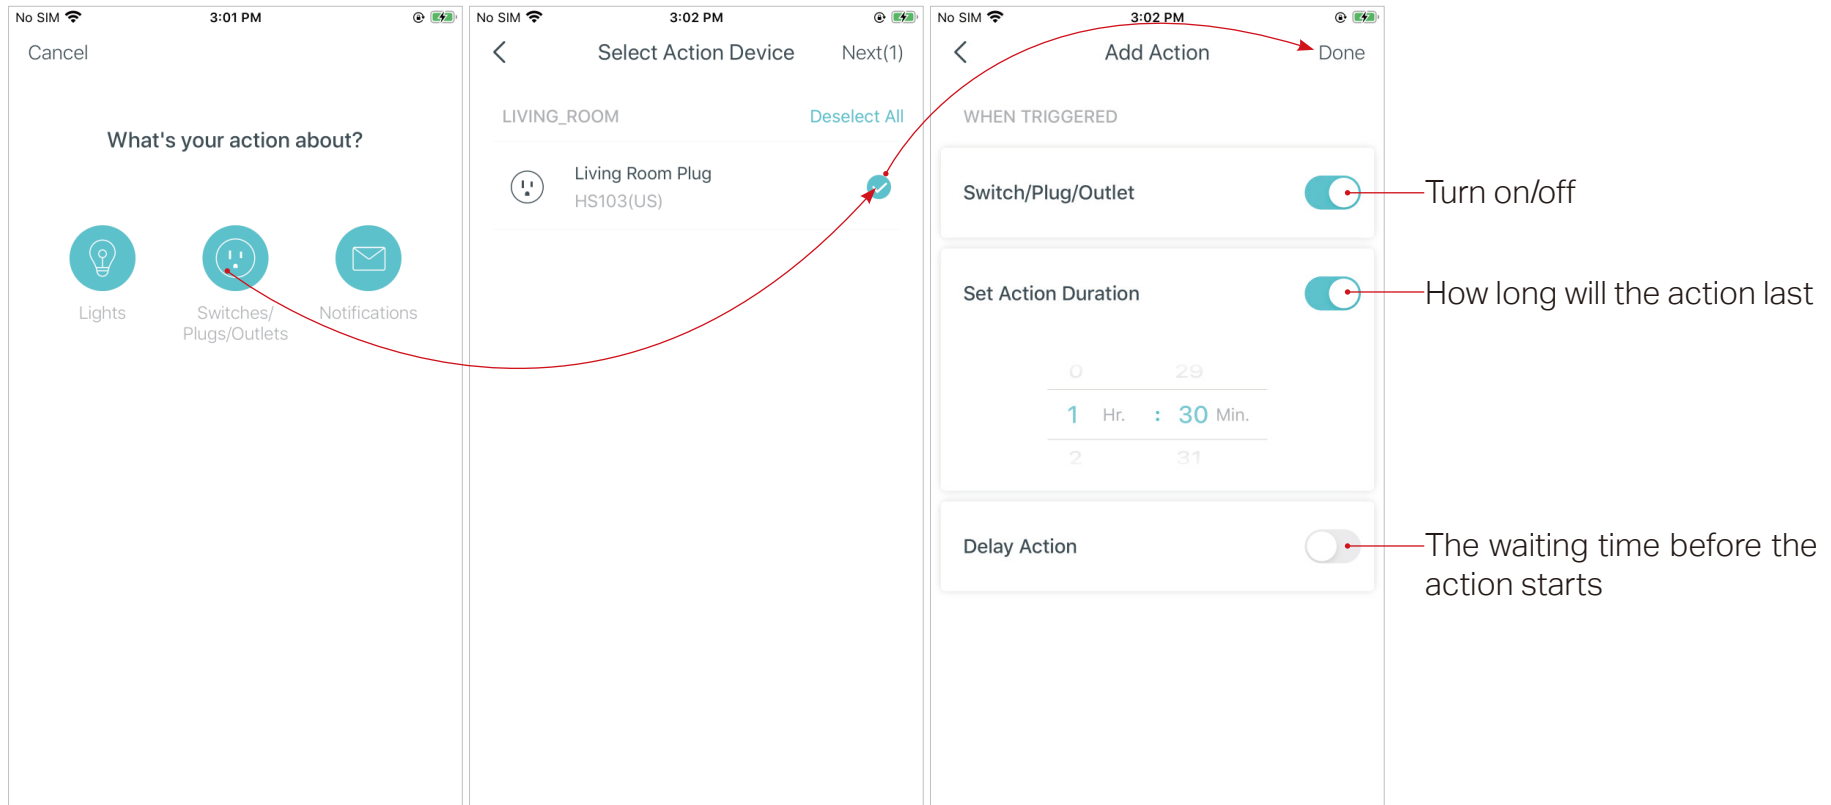 No SIM 3:01 PM
Cancel
What's your action about?
Lights
Switches/
Plugs/Outlets
Notifications
No SIM 3:02 PM
Select Action Device Next(1)
LIVING_ROOM Deselect All
Living Room Plug
HS103(US)
No SIM 3:02 PM
Add Action Done
WHEN TRIGGERED
Switch/Plug/Outlet
Turn on/off
Set Action Duration
How long will the action last
0 29
1 Hr. : 30 Min.
2 31
Delay Action
The waiting time before the
action starts